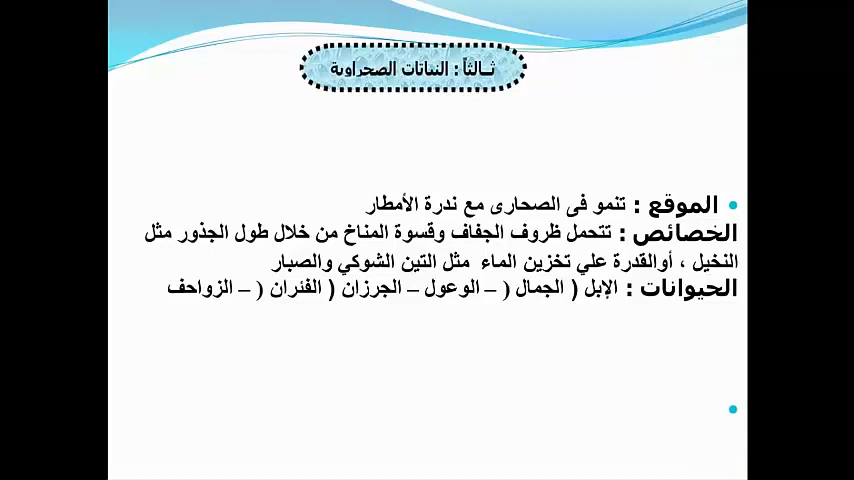 ثـالثاً : النباتات الصحراوية
الموقع : تنمو فى الصحارى مع ندرة الأمطار
الخصائص : تتحمل ظروف الجفاف وقسوة المناخ من خلال طول الجذور مثل
النخيل ، أوالقدرة علي تخزين الماء مثل التين الشوكي والصبار
الحيوانات : الإبل ( الجمال ( – الوعول – الجرزان ( الفئران ( – الزواحف